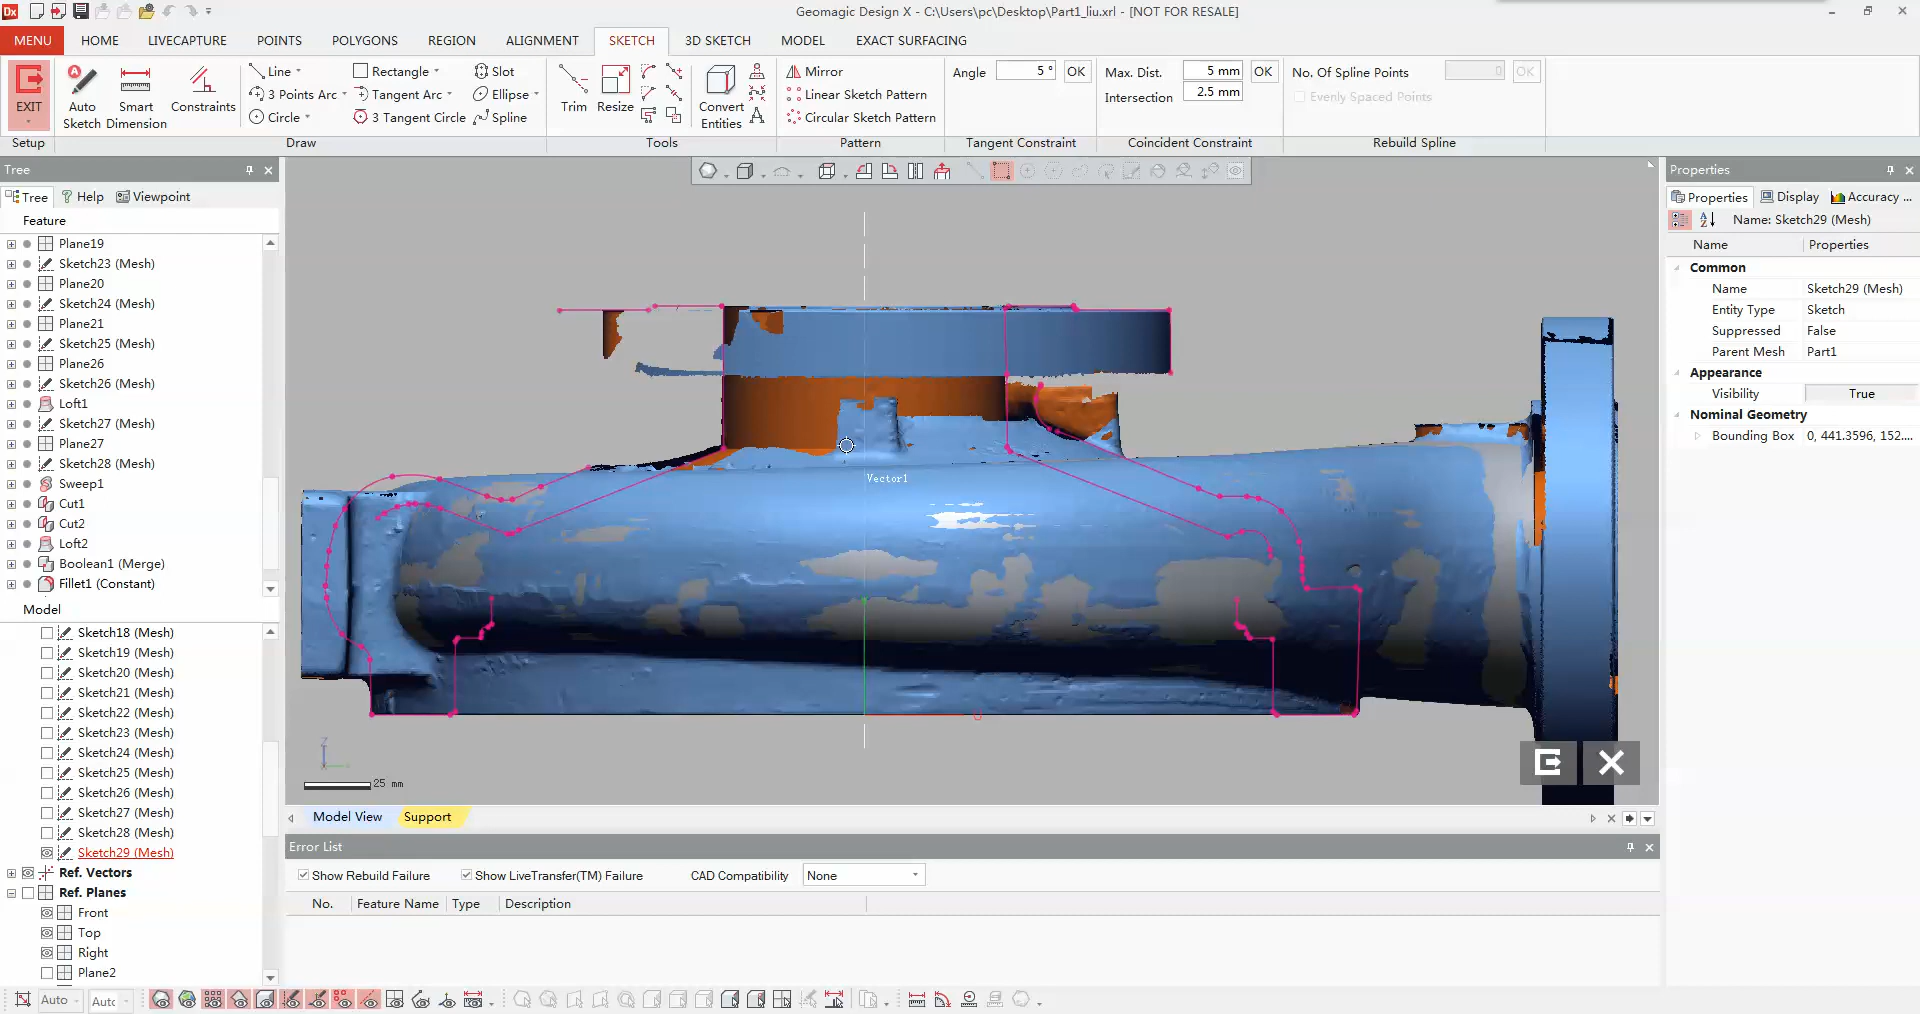 Dx
Geomagic Design X - C:\Users\pc\Desktop\Part1_liu.xrl - [NOT FOR RESALE]
MENU HOME LIVECAPTURE POINTS POLYGONS REGION ALIGNMENT SKETCH 3D SKETCH MODEL EXACT SURFACING
EXIT
Setup
Auto Sketch
Smart Dimension
Constraints
Line
3 Points Arc
Circle
Rectangle
Tangent Arc
3 Tangent Circle
Slot
Ellipse
Spline
Draw
Trim
Resize
Convert Entities
Tools
Mirror
Linear Sketch Pattern
Circular Sketch Pattern
Pattern
Angle 5 ° OK
Tangent Constraint
Max. Dist. 5 mm OK
Intersection 2.5 mm
Coincident Constraint
No. Of Spline Points 0 OK
Evenly Spaced Points
Rebuild Spline
Tree
Tree Help Viewpoint
Feature
Plane19
Sketch23 (Mesh)
Plane20
Sketch24 (Mesh)
Plane21
Sketch25 (Mesh)
Plane26
Sketch26 (Mesh)
Loft1
Sketch27 (Mesh)
Plane27
Sketch28 (Mesh)
Sweep1
Cut1
Cut2
Loft2
Boolean1 (Merge)
Fillet1 (Constant)
Model
Sketch18 (Mesh)
Sketch19 (Mesh)
Sketch20 (Mesh)
Sketch21 (Mesh)
Sketch22 (Mesh)
Sketch23 (Mesh)
Sketch24 (Mesh)
Sketch25 (Mesh)
Sketch26 (Mesh)
Sketch27 (Mesh)
Sketch28 (Mesh)
Sketch29 (Mesh)
Ref. Vectors
Ref. Planes
Front
Top
Right
Plane2
Vector1
Z
25 mm
Model View Support
Error List
Show Rebuild Failure Show LiveTransfer(TM) Failure CAD Compatibility None
No. Feature Name Type Description
Properties
Properties Display Accuracy ...
Name: Sketch29 (Mesh)
Name Properties
Common
Name Sketch29 (Mesh)
Entity Type Sketch
Suppressed False
Parent Mesh Part1
Appearance
Visibility True
Nominal Geometry
Bounding Box 0, 441.3596, 152....
Auto Autc